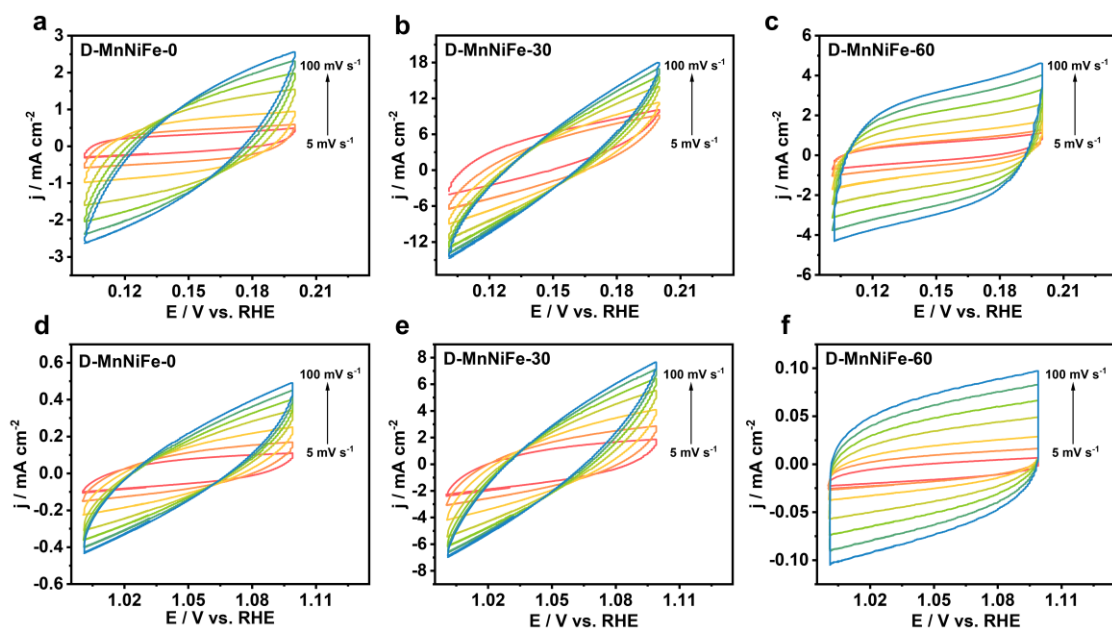 a
D-MnNiFe-0
100 mV s⁻¹
5 mV s⁻¹
3
2
1
0
-1
-2
-3
0.12
0.15
0.18
0.21
j / mA cm⁻²
E / V vs. RHE
b
D-MnNiFe-30
100 mV s⁻¹
5 mV s⁻¹
18
12
6
0
-6
-12
0.12
0.15
0.18
0.21
j / mA cm⁻²
E / V vs. RHE
c
D-MnNiFe-60
100 mV s⁻¹
5 mV s⁻¹
6
4
2
0
-2
-4
-6
0.12
0.15
0.18
0.21
j / mA cm⁻²
E / V vs. RHE
d
D-MnNiFe-0
100 mV s⁻¹
5 mV s⁻¹
0.6
0.4
0.2
0.0
-0.2
-0.4
-0.6
1.02
1.05
1.08
1.11
j / mA cm⁻²
E / V vs. RHE
e
D-MnNiFe-30
100 mV s⁻¹
5 mV s⁻¹
8
6
4
2
0
-2
-4
-6
-8
1.02
1.05
1.08
1.11
j / mA cm⁻²
E / V vs. RHE
f
D-MnNiFe-60
100 mV s⁻¹
5 mV s⁻¹
0.10
0.05
0.00
-0.05
-0.10
1.02
1.05
1.08
1.11
j / mA cm⁻²
E / V vs. RHE